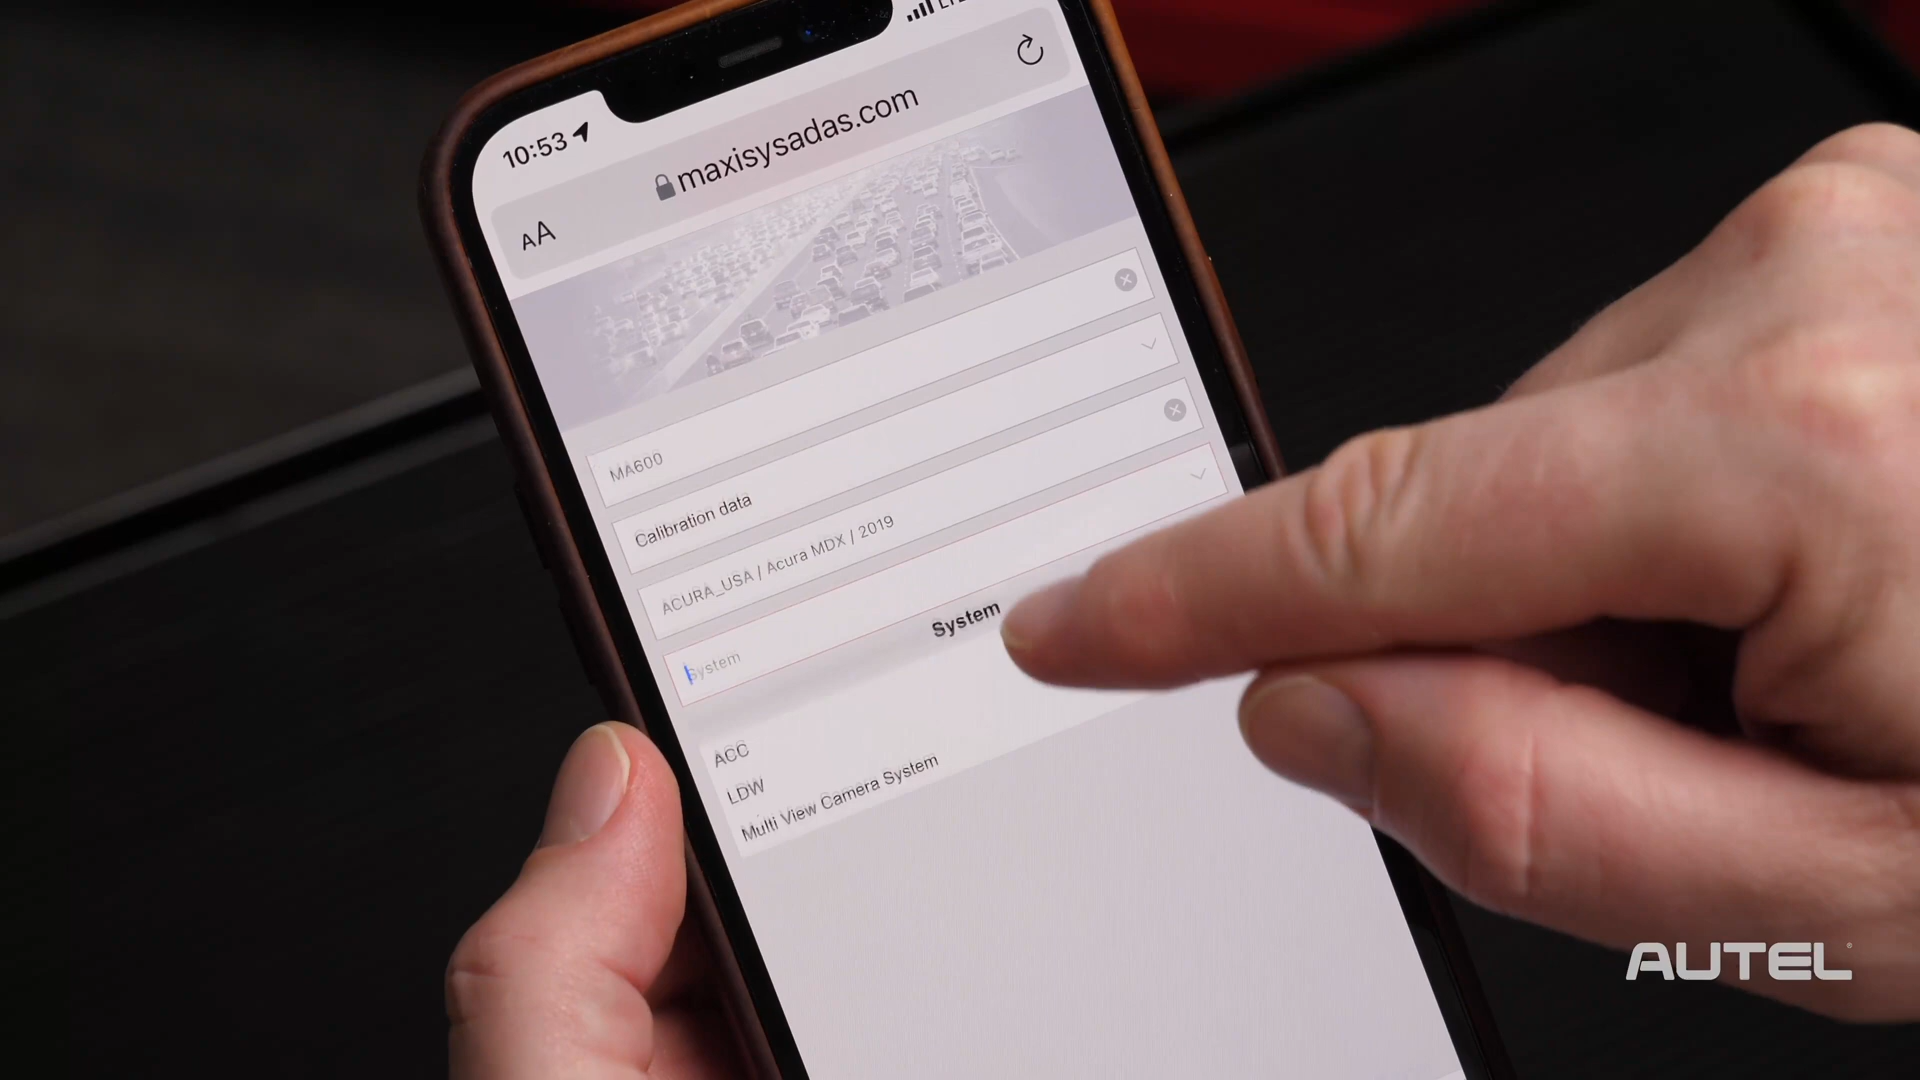 10:53
AA
maxisysadas.com
MA600
Calibration data
ACURA_USA / Acura MDX / 2019
System
System
ACC
LDW
Multi View Camera System
AUTEL